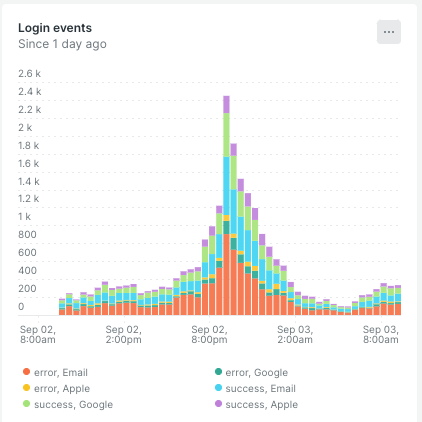 Login events
Since 1 day ago
2.6 k
2.4 k
2.2 k
2 k
1.8 k
1.6 k
1.4 k
1.2 k
1 k
800
600
400
200
0
Sep 02, 8:00am
Sep 02, 2:00pm
Sep 02, 8:00pm
Sep 03, 2:00am
Sep 03, 8:00am
error, Email
error, Google
error, Apple
success, Email
success, Google
success, Apple